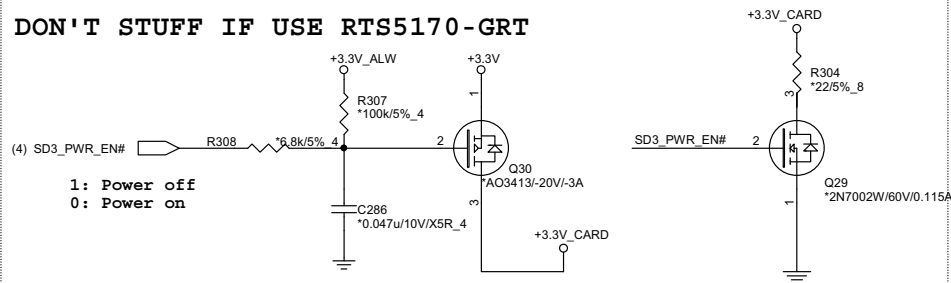 DON'T STUFF IF USE RTS5170-GRT
+3.3V_ALW
+3.3V
R307
*100k/5%_4
1
(4) SD3_PWR_EN#
R308
*6.8k/5%_4
2
Q30
*AO3413/-20V/-3A
3
1: Power off
0: Power on
C286
*0.047u/10V/X5R_4
+3.3V_CARD
+3.3V_CARD
R304
*22/5%_8
3
SD3_PWR_EN#
2
Q29
*2N7002W/60V/0.115A
1